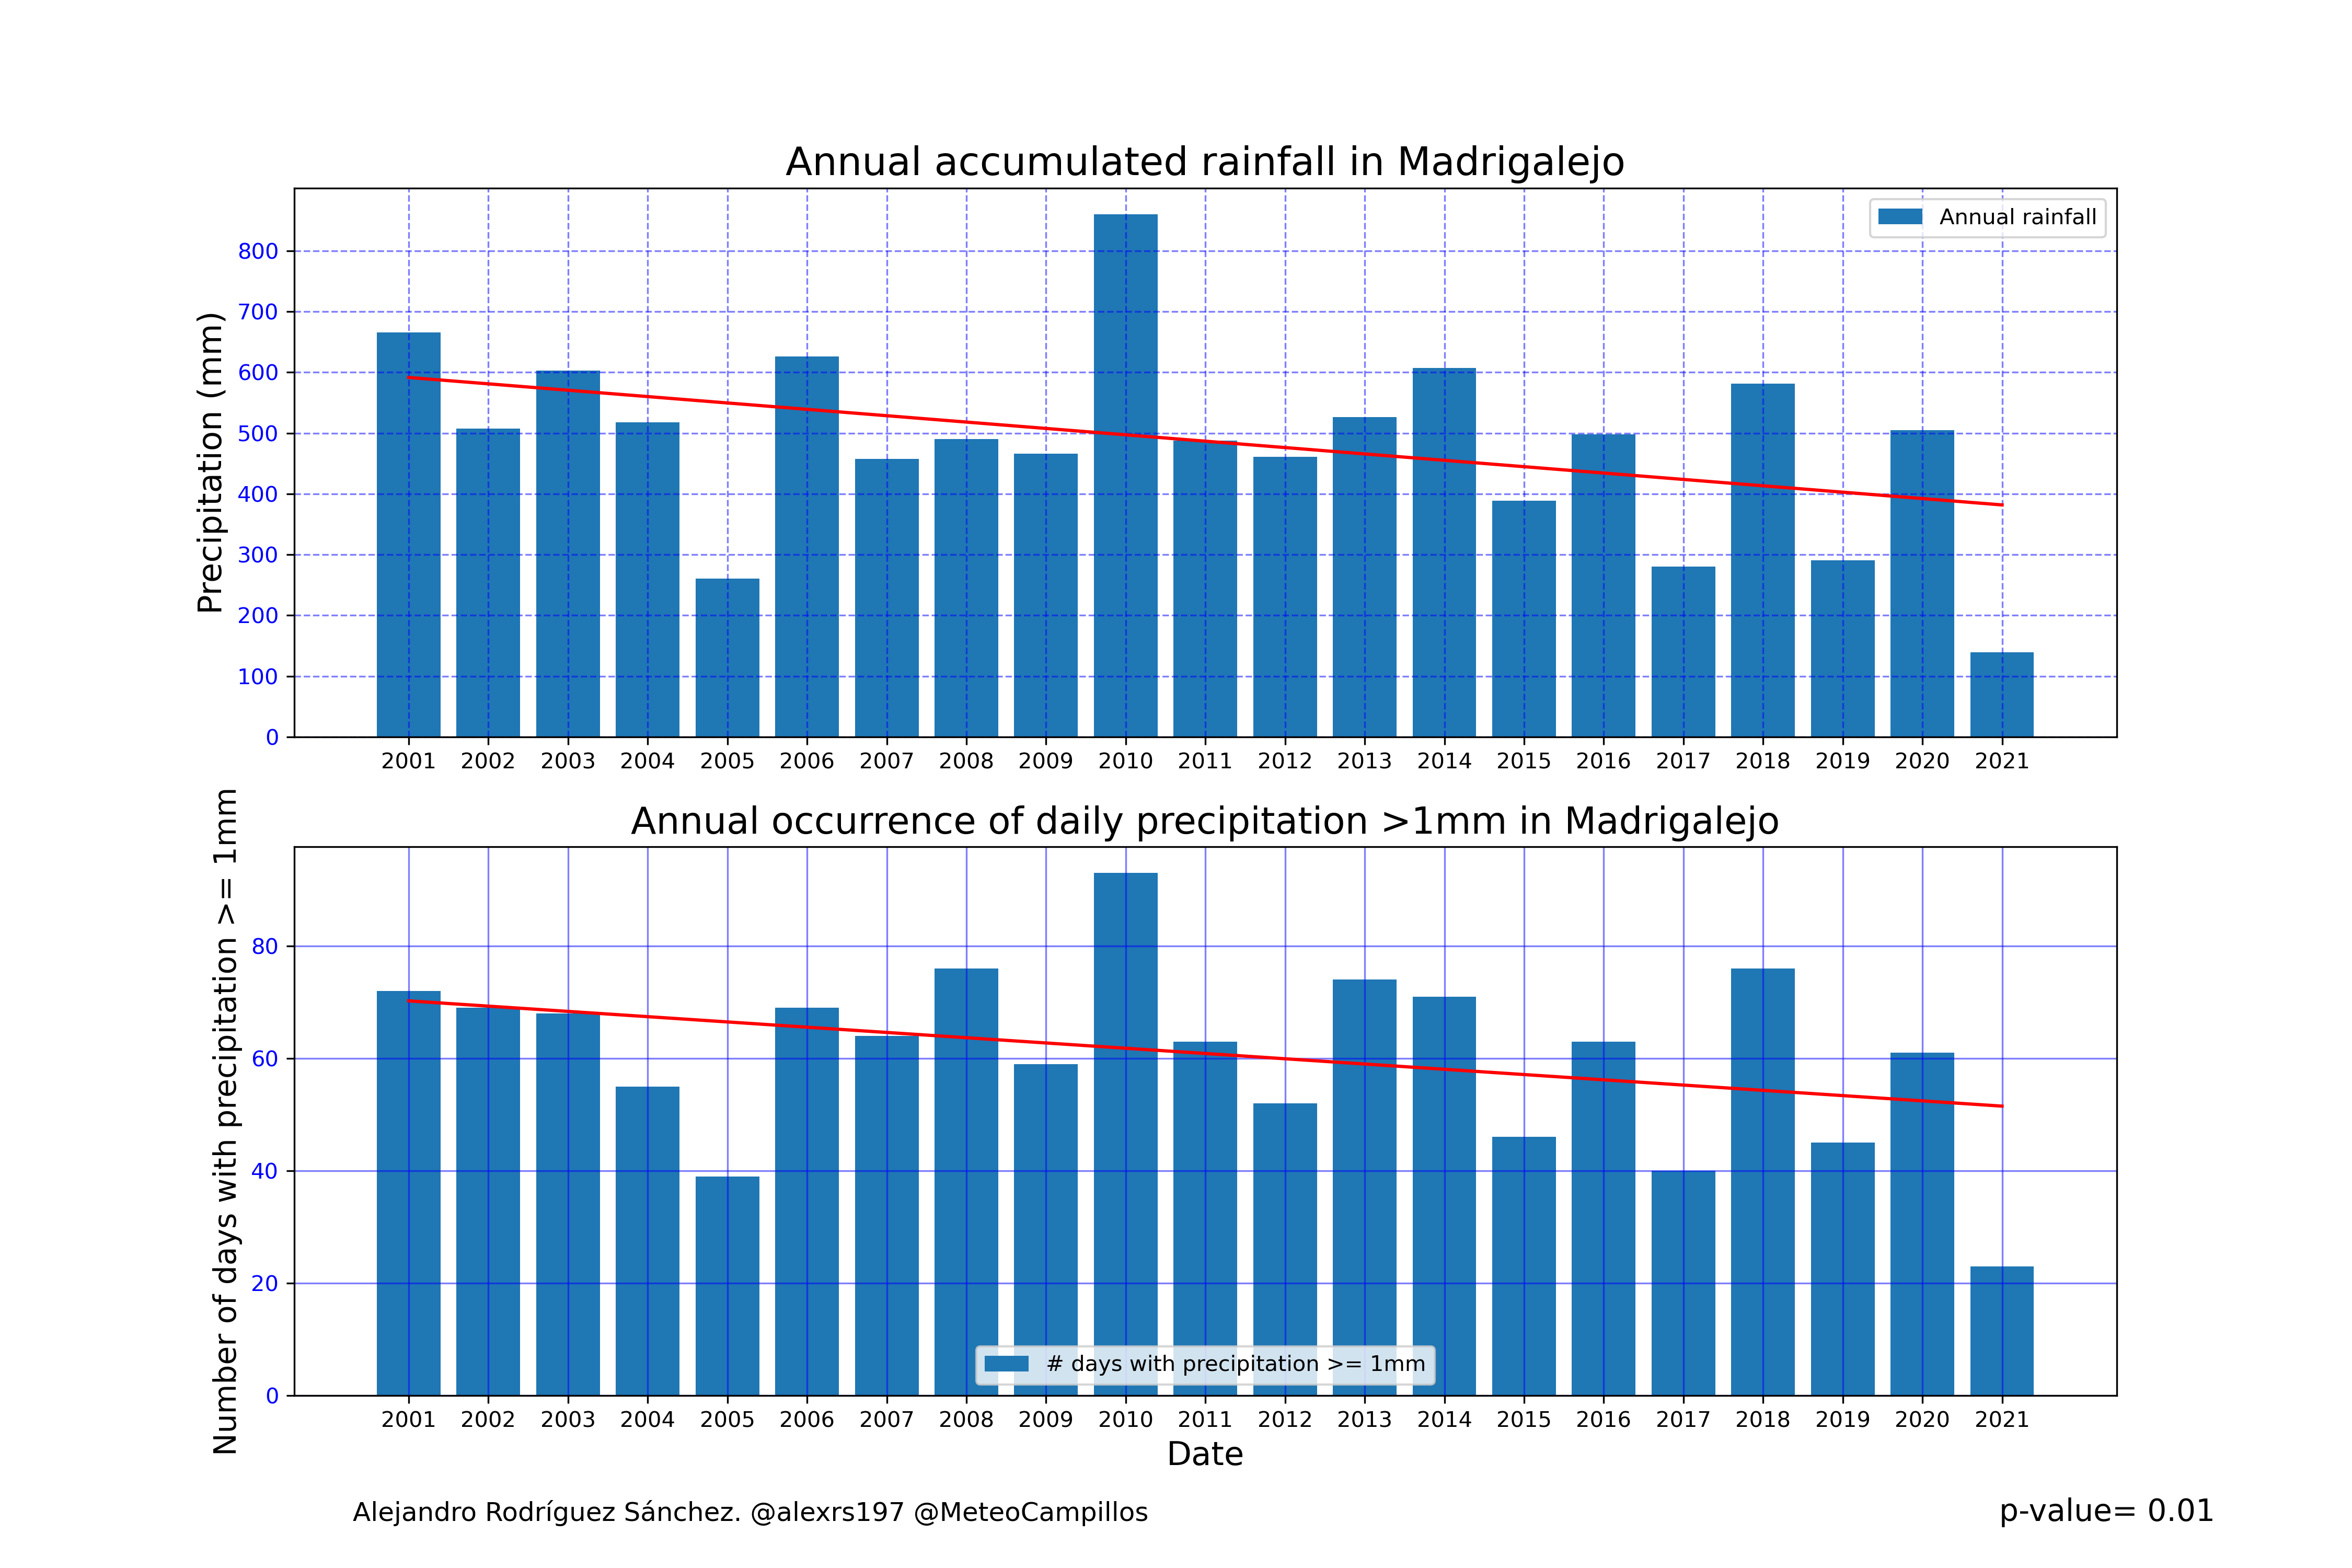 Annual accumulated rainfall in Madrigalejo
Precipitation (mm)
Annual rainfall
800
700
600
500
400
300
200
100
0
2001 2002 2003 2004 2005 2006 2007 2008 2009 2010 2011 2012 2013 2014 2015 2016 2017 2018 2019 2020 2021
Annual occurrence of daily precipitation >1mm in Madrigalejo
Number of days with precipitation >= 1mm
80
60
40
20
0
# days with precipitation >= 1mm
2001 2002 2003 2004 2005 2006 2007 2008 2009 2010 2011 2012 2013 2014 2015 2016 2017 2018 2019 2020 2021
Date
Alejandro Rodríguez Sánchez. @alexrs197 @MeteoCampillos
p-value= 0.01